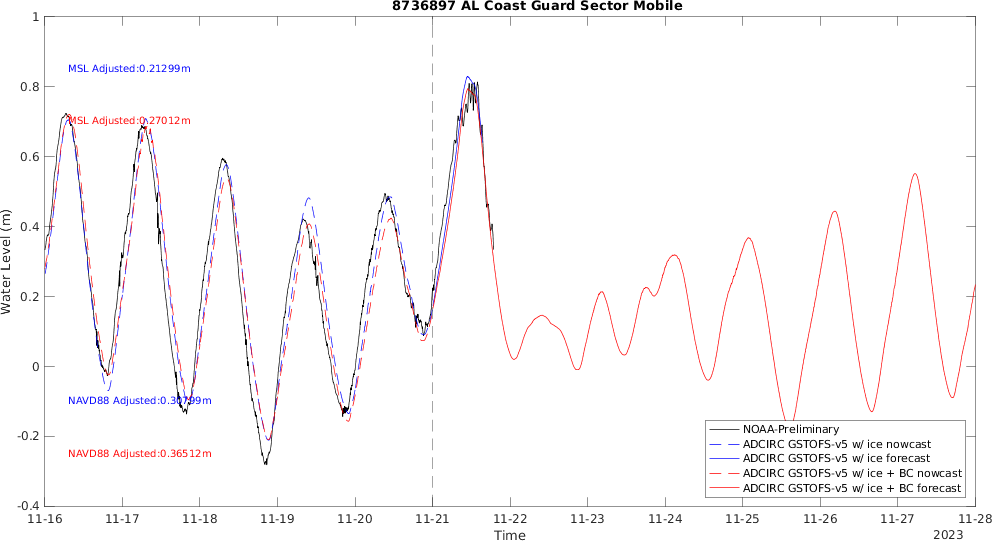 8736897 AL Coast Guard Sector Mobile
1
0.8
0.6
0.4
0.2
0
-0.2
-0.4
Water Level (m)
MSL Adjusted:0.21299m
MSL Adjusted:0.27012m
NAVD88 Adjusted:0.30799m
NAVD88 Adjusted:0.36512m
NOAA-Preliminary
ADCIRC GSTOFS-v5 w/ ice nowcast
ADCIRC GSTOFS-v5 w/ ice forecast
ADCIRC GSTOFS-v5 w/ ice + BC nowcast
ADCIRC GSTOFS-v5 w/ ice + BC forecast
11-16 11-17 11-18 11-19 11-20 11-21 11-22 11-23 11-24 11-25 11-26 11-27 11-28
Time
2023